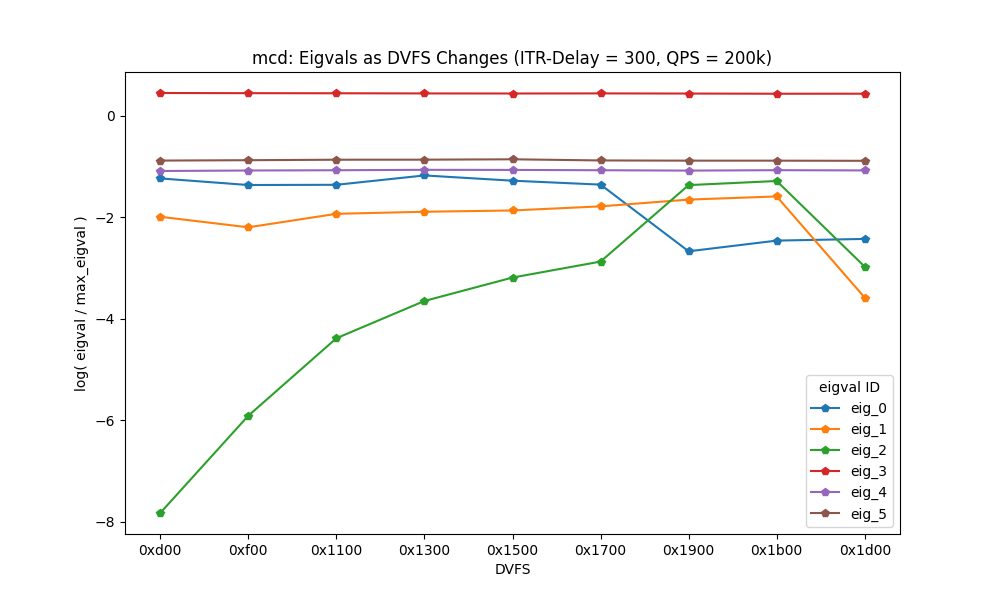 mcd: Eigvals as DVFS Changes (ITR-Delay = 300, QPS = 200k)
log( eigval / max_eigval )
0
−2
−4
−6
−8
eigval ID
eig_0
eig_1
eig_2
eig_3
eig_4
eig_5
0xd00 0xf00 0x1100 0x1300 0x1500 0x1700 0x1900 0x1b00 0x1d00
DVFS